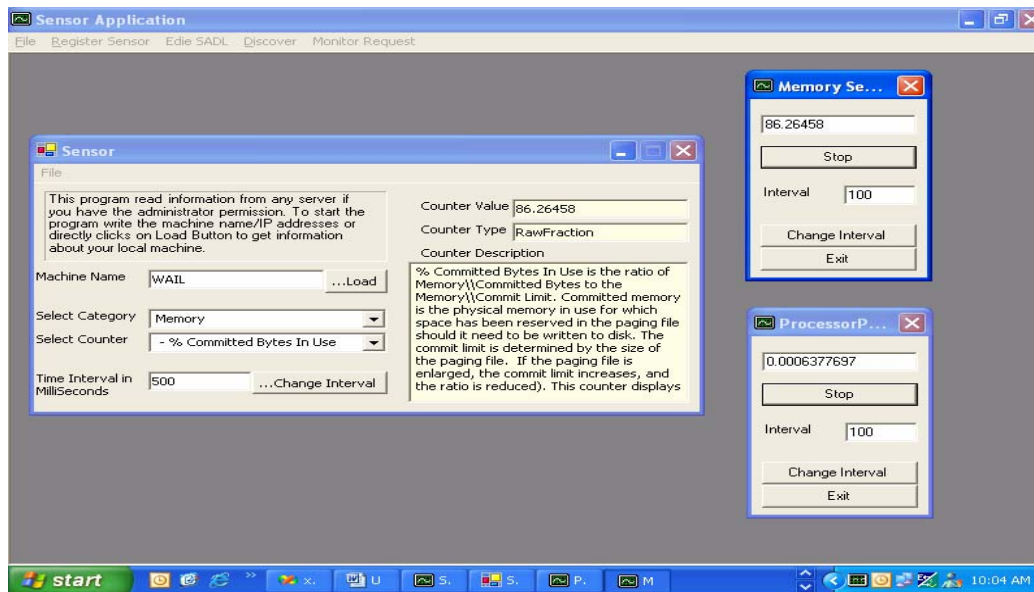 Sensor Application
File Register Sensor Edie SADL Discover Monitor Request
Sensor
File
This program read information from any server if
you have the administrator permission. To start the
program write the machine name/IP addresses or
directly clicks on Load Button to get information
about your local machine.
Machine Name WAIL ...Load
Select Category Memory
Select Counter - % Committed Bytes In Use
Time Interval in
MilliSeconds
500 ...Change Interval
Counter Value 86.26458
Counter Type RawFraction
Counter Description
% Committed Bytes In Use is the ratio of
Memory\\Committed Bytes to the
Memory\\Commit Limit. Committed memory
is the physical memory in use for which
space has been reserved in the paging file
should it need to be written to disk. The
commit limit is determined by the size of
the paging file. If the paging file is
enlarged, the commit limit increases, and
the ratio is reduced). This counter displays
Memory Se...
86.26458
Stop
Interval 100
Change Interval
Exit
ProcessorP...
0.0006377697
Stop
Interval 100
Change Interval
Exit
start x. U S. S. P. M 10:04 AM